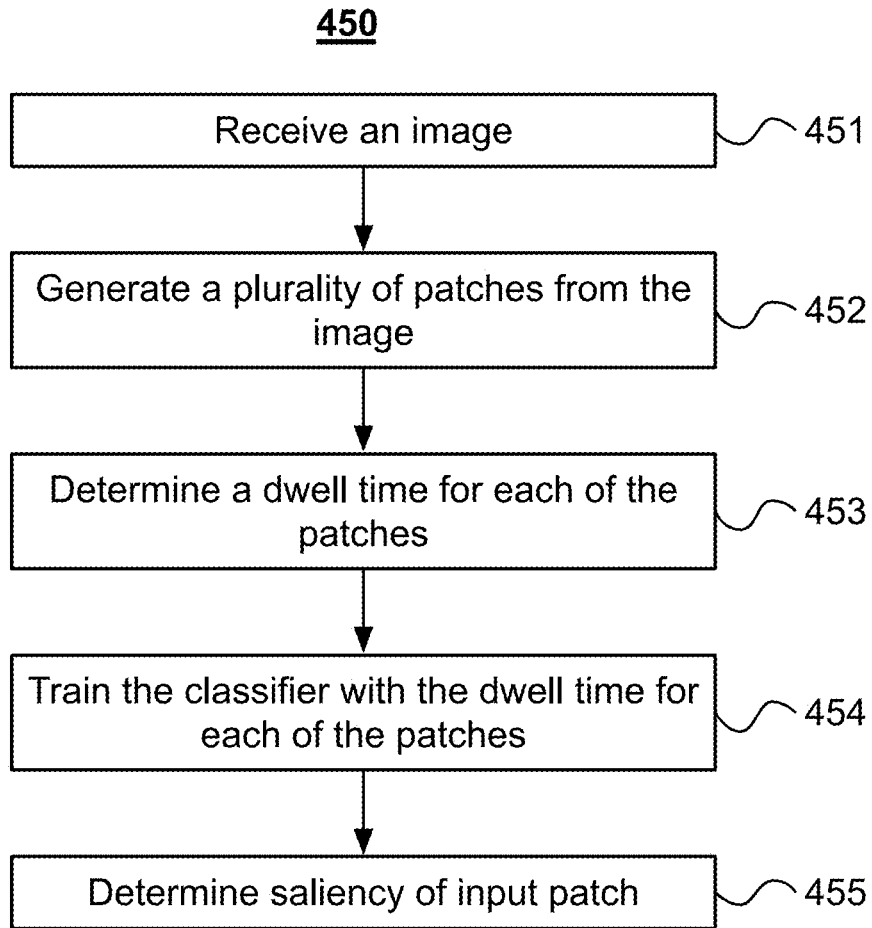 450
Receive an image
451
Generate a plurality of patches from the
image
452
Determine a dwell time for each of the
patches
453
Train the classifier with the dwell time for
each of the patches
454
Determine saliency of input patch
455